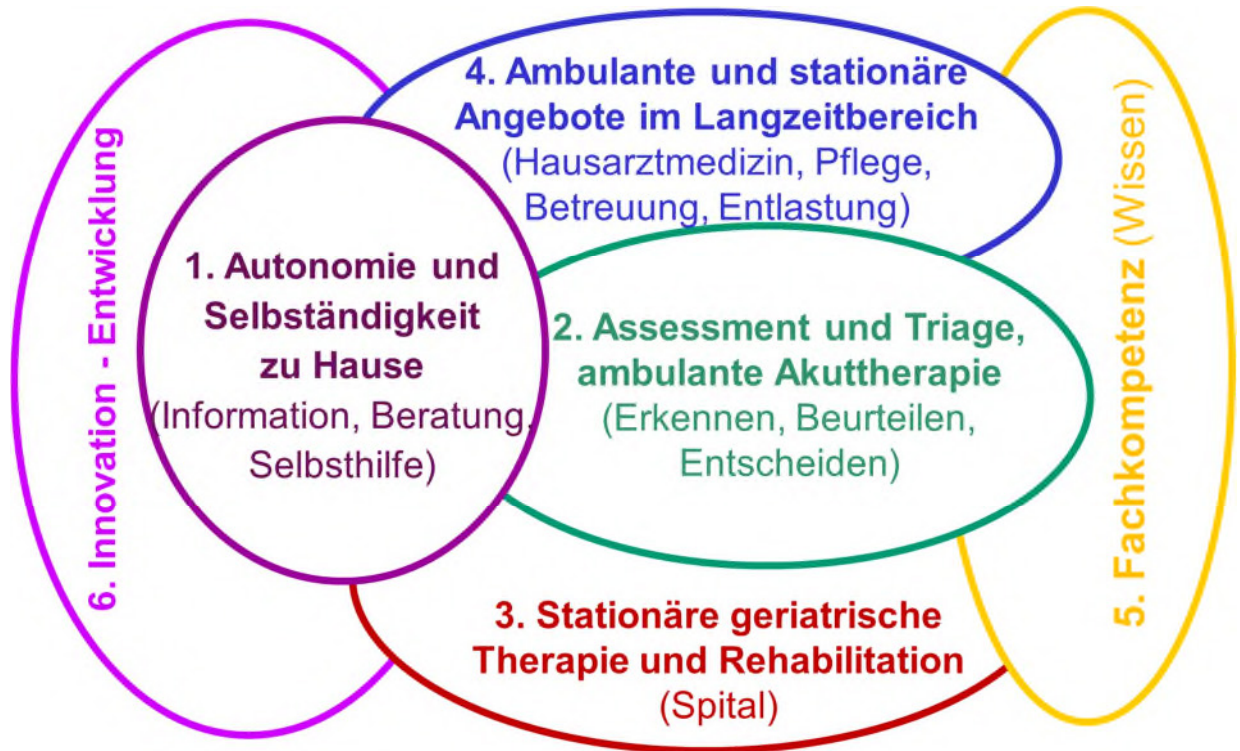 4. Ambulante und stationäre
Angebote im Langzeitbereich
(Hausarztmedizin, Pflege,
Betreuung, Entlastung)
1. Autonomie und
Selbständigkeit
zu Hause
(Information, Beratung,
Selbsthilfe)
2. Assessment und Triage,
ambulante Akuttherapie
(Erkennen, Beurteilen,
Entscheiden)
3. Stationäre geriatrische
Therapie und Rehabilitation
(Spital)
6. Innovation - Entwicklung
5. Fachkompetenz (Wissen)